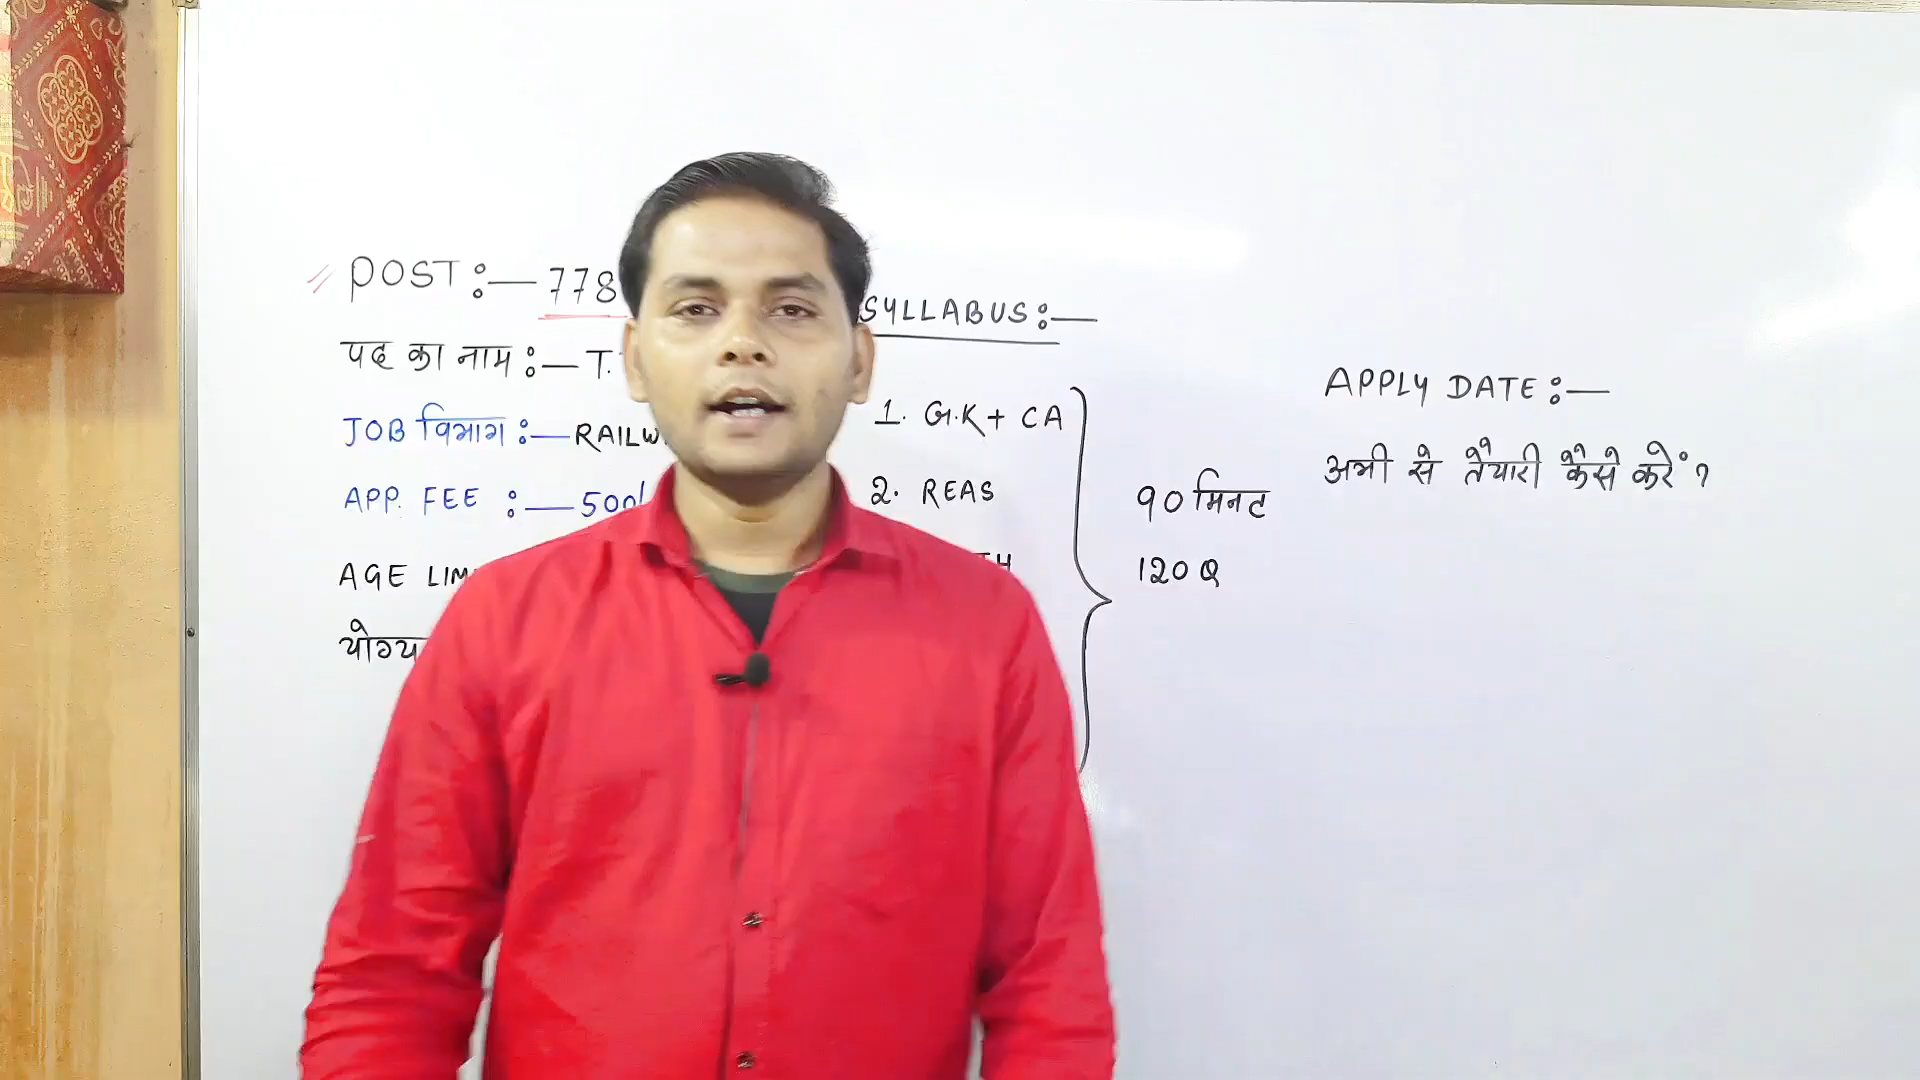 POST :— 778
पद का नाम :— T.
JOB विभाग :— RAILW
APP. FEE :— 500/
AGE LIM
योग्य
SYLLABUS :—
1. G.K + CA
2. REAS
TH
90 मिनट
120 Q
APPLY DATE :—
अभी से तैयारी कैसे करें ?